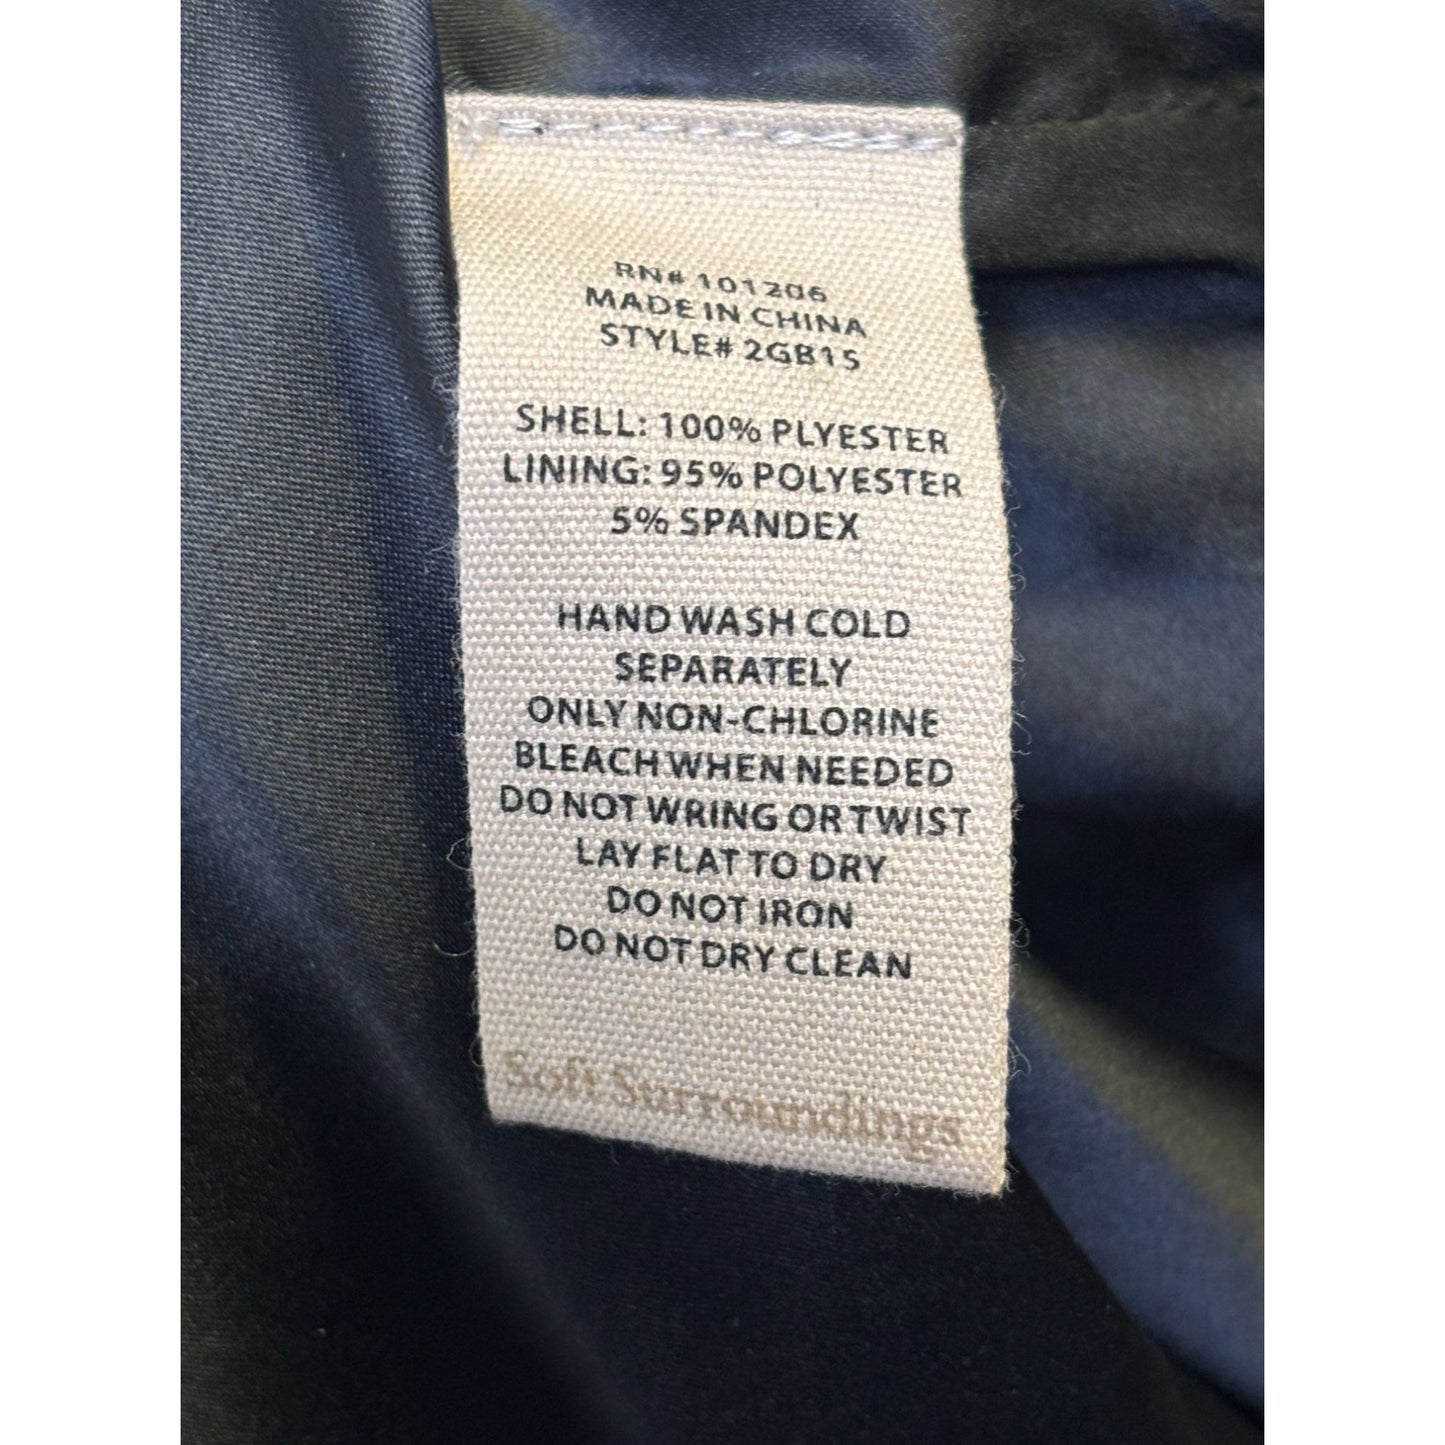 RN# 101206
MADE IN CHINA
STYLE# 2GB15
SHELL: 100% PLYESTER
LINING: 95% POLYESTER
5% SPANDEX
HAND WASH COLD
SEPARATELY
ONLY NON-CHLORINE
BLEACH WHEN NEEDED
DO NOT WRING OR TWIST
LAY FLAT TO DRY
DO NOT IRON
DO NOT DRY CLEAN
Soft Surroundings